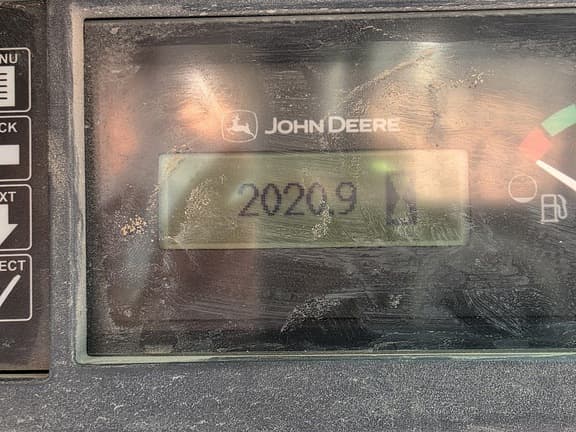 NU
CK
XT
ECT
JOHN DEERE
2020.9